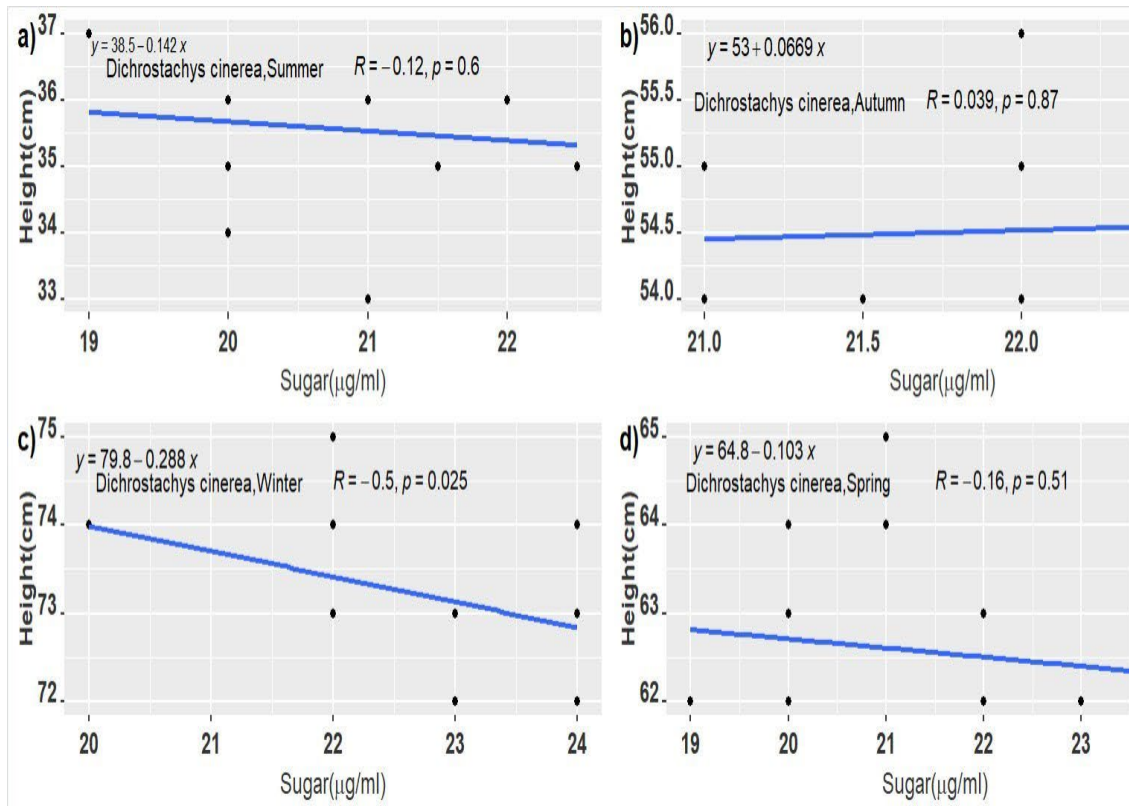 a)
y = 38.5 – 0.142 x
Dichrostachys cinerea,Summer R = −0.12, p = 0.6
Height(cm)
37
36
35
34
33
19 20 21 22
Sugar(μg/ml)
b)
y = 53 + 0.0669 x
Dichrostachys cinerea,Autumn R = 0.039, p = 0.87
Height(cm)
56.0
55.5
55.0
54.5
54.0
21.0 21.5 22.0
Sugar(μg/ml)
c)
y = 79.8 – 0.288 x
Dichrostachys cinerea,Winter R = −0.5, p = 0.025
Height(cm)
75
74
73
72
20 21 22 23 24
Sugar(μg/ml)
d)
y = 64.8 – 0.103 x
Dichrostachys cinerea,Spring R = −0.16, p = 0.51
Height(cm)
65
64
63
62
19 20 21 22 23
Sugar(μg/ml)